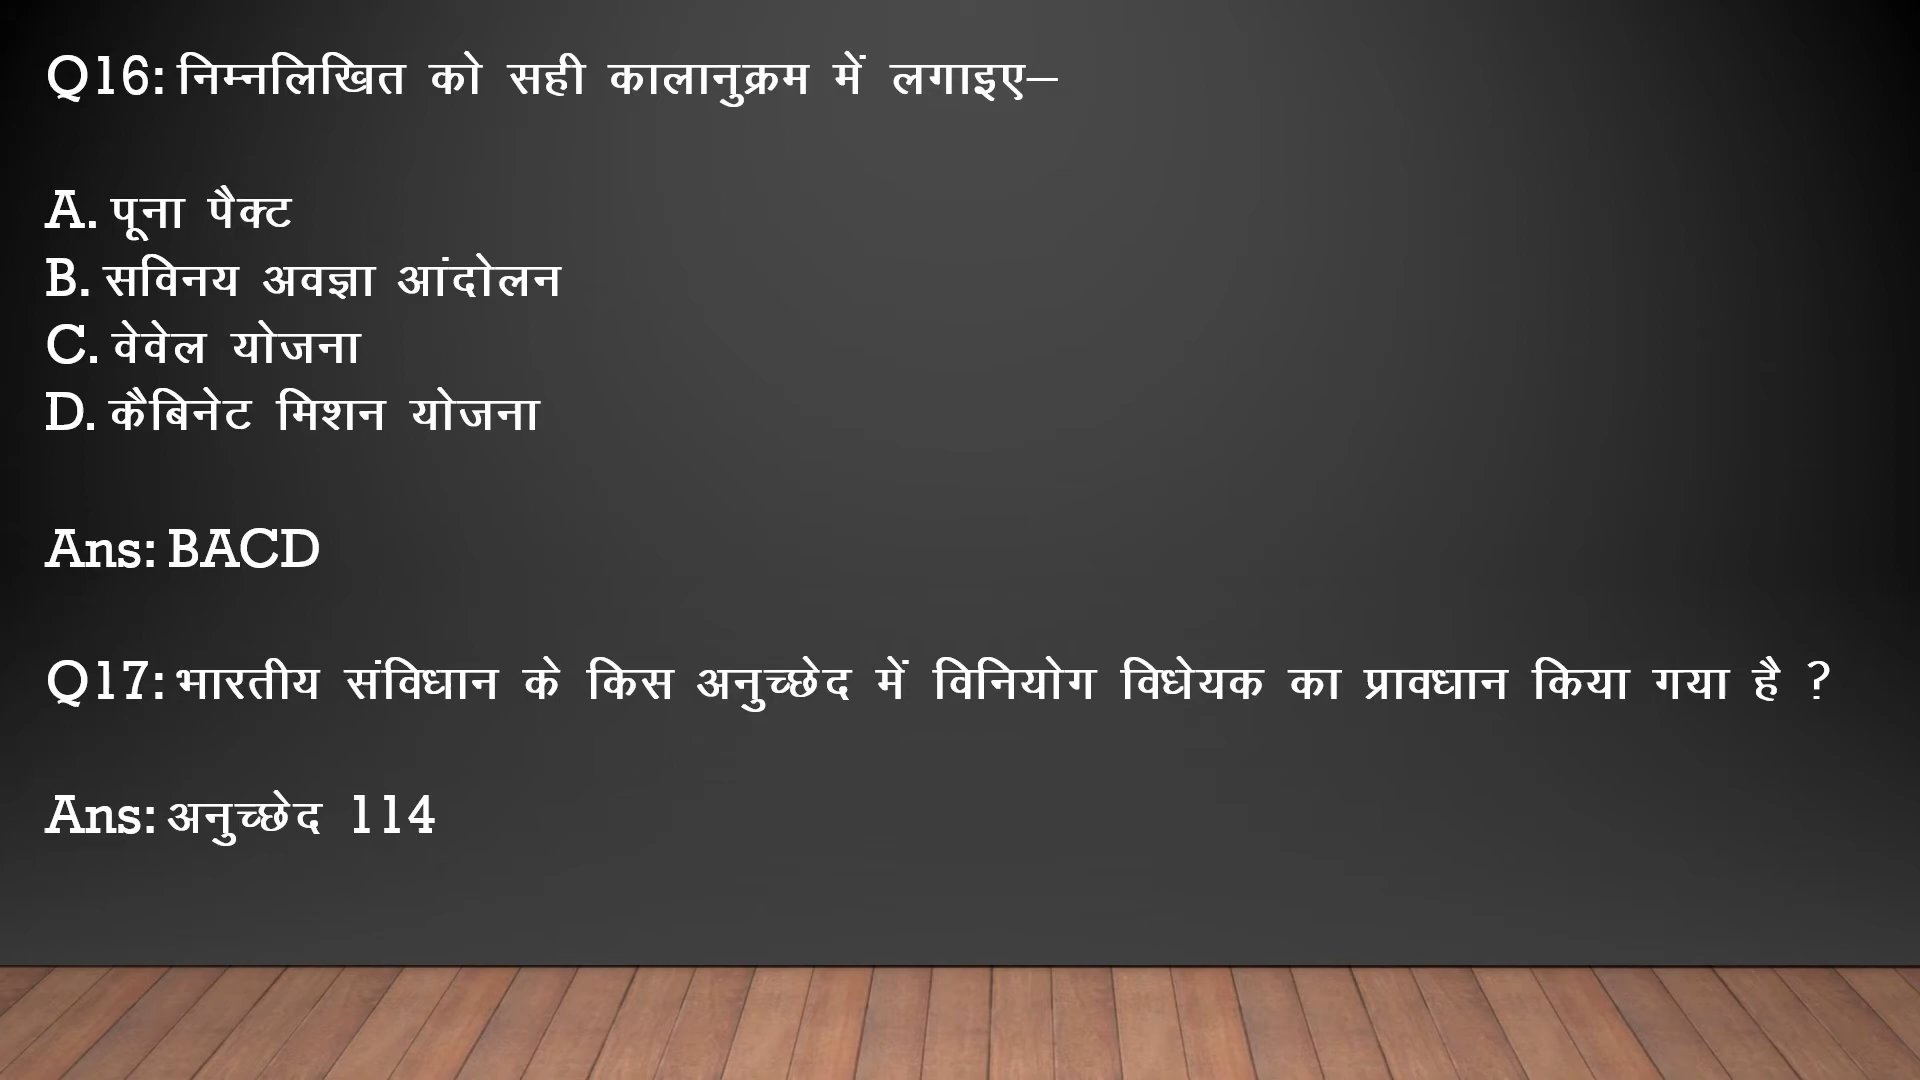 Q16: निम्नलिखित को सही कालानुक्रम में लगाइए–
A. पूना पैक्ट
B. सविनय अवज्ञा आंदोलन
C. वेवेल योजना
D. कैबिनेट मिशन योजना
Ans: BACD
Q17: भारतीय संविधान के किस अनुच्छेद में विनियोग विधेयक का प्रावधान किया गया है ?
Ans: अनुच्छेद 114